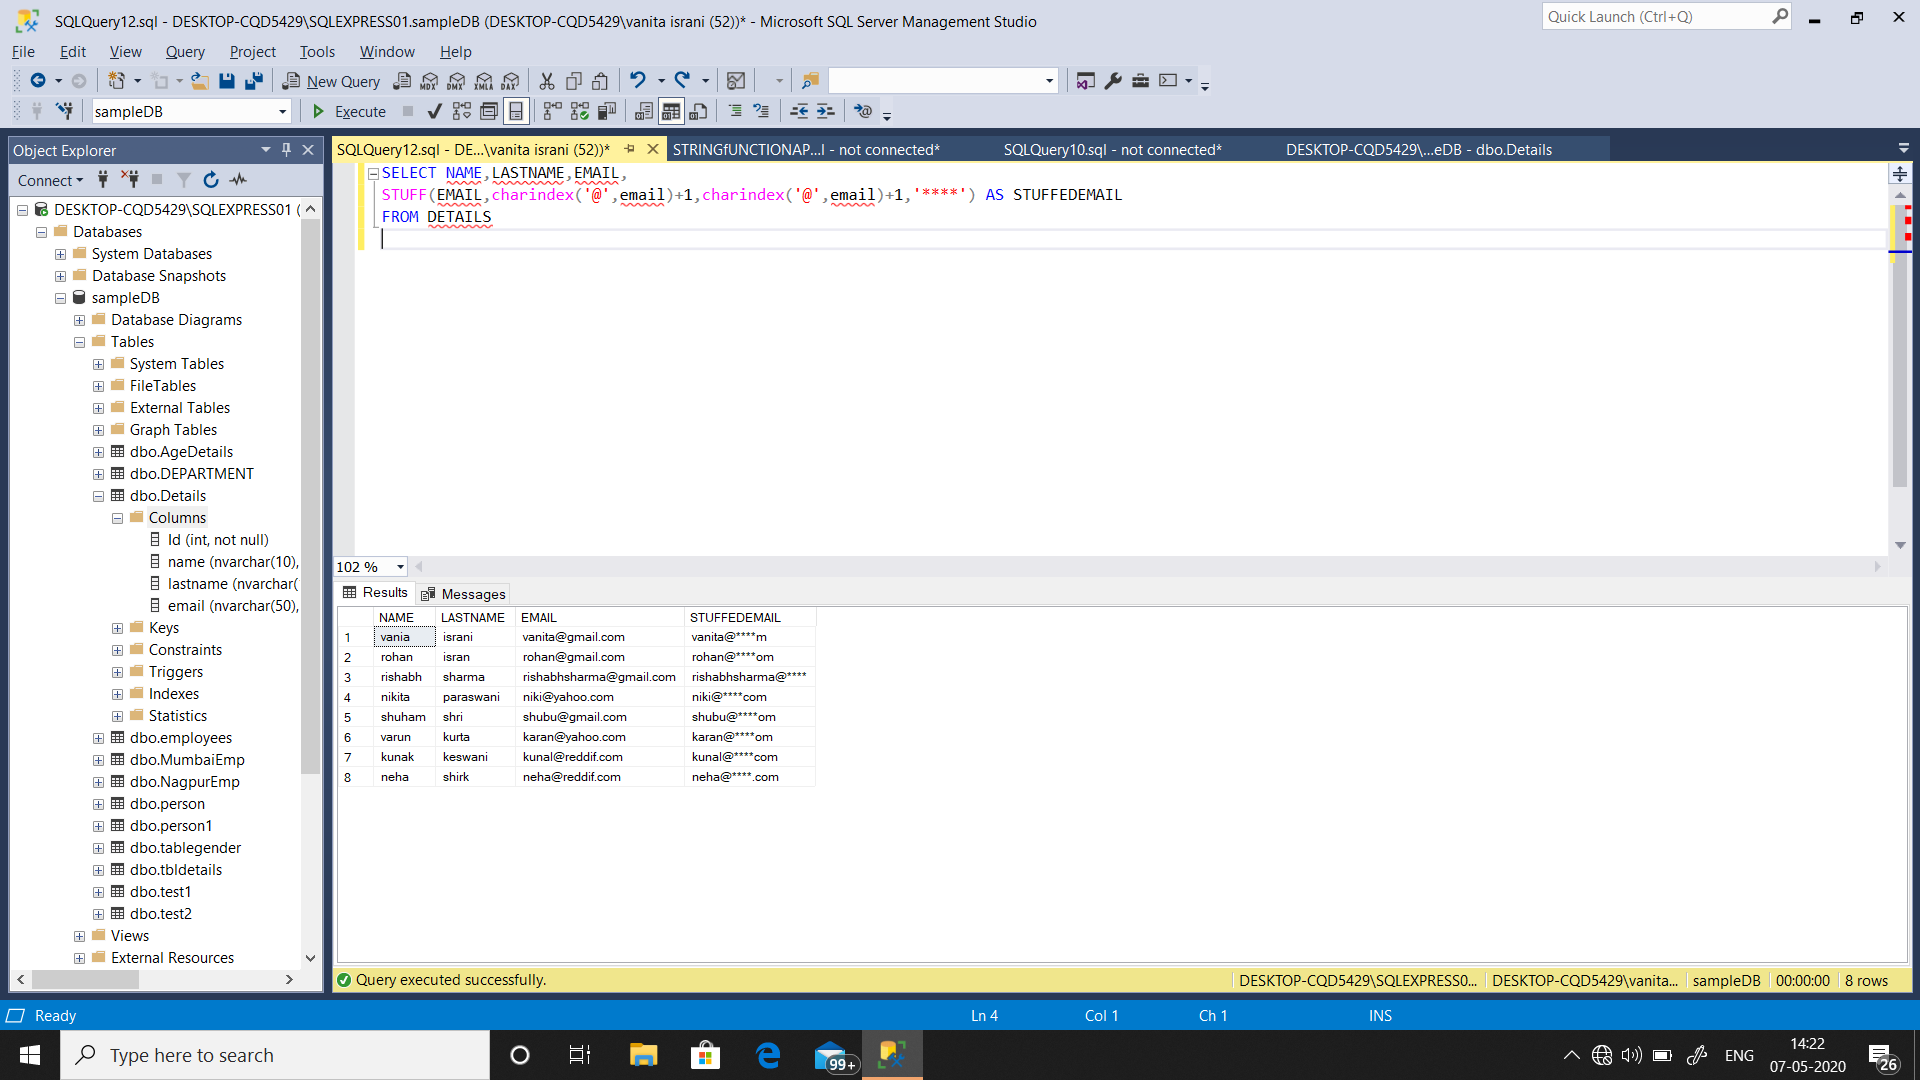 SQLQuery12.sql - DESKTOP-CQD5429\SQLEXPRESS01.sampleDB (DESKTOP-CQD5429\vanita israni (52))* - Microsoft SQL Server Management Studio
Quick Launch (Ctrl+Q)
File Edit View Query Project Tools Window Help
New Query MDX DMX XMLA DAX
sampleDB Execute
Object Explorer
Connect
DESKTOP-CQD5429\SQLEXPRESS01 (
Databases
System Databases
Database Snapshots
sampleDB
Database Diagrams
Tables
System Tables
FileTables
External Tables
Graph Tables
dbo.AgeDetails
dbo.DEPARTMENT
dbo.Details
Columns
Id (int, not null)
name (nvarchar(10),
lastname (nvarchar(
email (nvarchar(50),
Keys
Constraints
Triggers
Indexes
Statistics
dbo.employees
dbo.MumbaiEmp
dbo.NagpurEmp
dbo.person
dbo.person1
dbo.tablegender
dbo.tbldetails
dbo.test1
dbo.test2
Views
External Resources
SQLQuery12.sql - DE...\vanita israni (52))* STRINGfUNCTIONAP...l - not connected* SQLQuery10.sql - not connected* DESKTOP-CQD5429\...eDB - dbo.Details
SELECT NAME,LASTNAME,EMAIL,
STUFF(EMAIL,charindex('@',email)+1,charindex('@',email)+1,'****') AS STUFFEDEMAIL
FROM DETAILS
102 %
Results Messages
NAME LASTNAME EMAIL STUFFEDEMAIL
1 vania israni vanita@gmail.com vanita@****m
2 rohan isran rohan@gmail.com rohan@****om
3 rishabh sharma rishabhsharma@gmail.com rishabhsharma@****
4 nikita paraswani niki@yahoo.com niki@****com
5 shuham shri shubu@gmail.com shubu@****om
6 varun kurta karan@yahoo.com karan@****om
7 kunak keswani kunal@reddif.com kunal@****com
8 neha shirk neha@reddif.com neha@****.com
Query executed successfully. DESKTOP-CQD5429\SQLEXPRESS0... DESKTOP-CQD5429\vanita... sampleDB 00:00:00 8 rows
Ready Ln 4 Col 1 Ch 1 INS
Type here to search 99+ ENG 14:22 07-05-2020 26